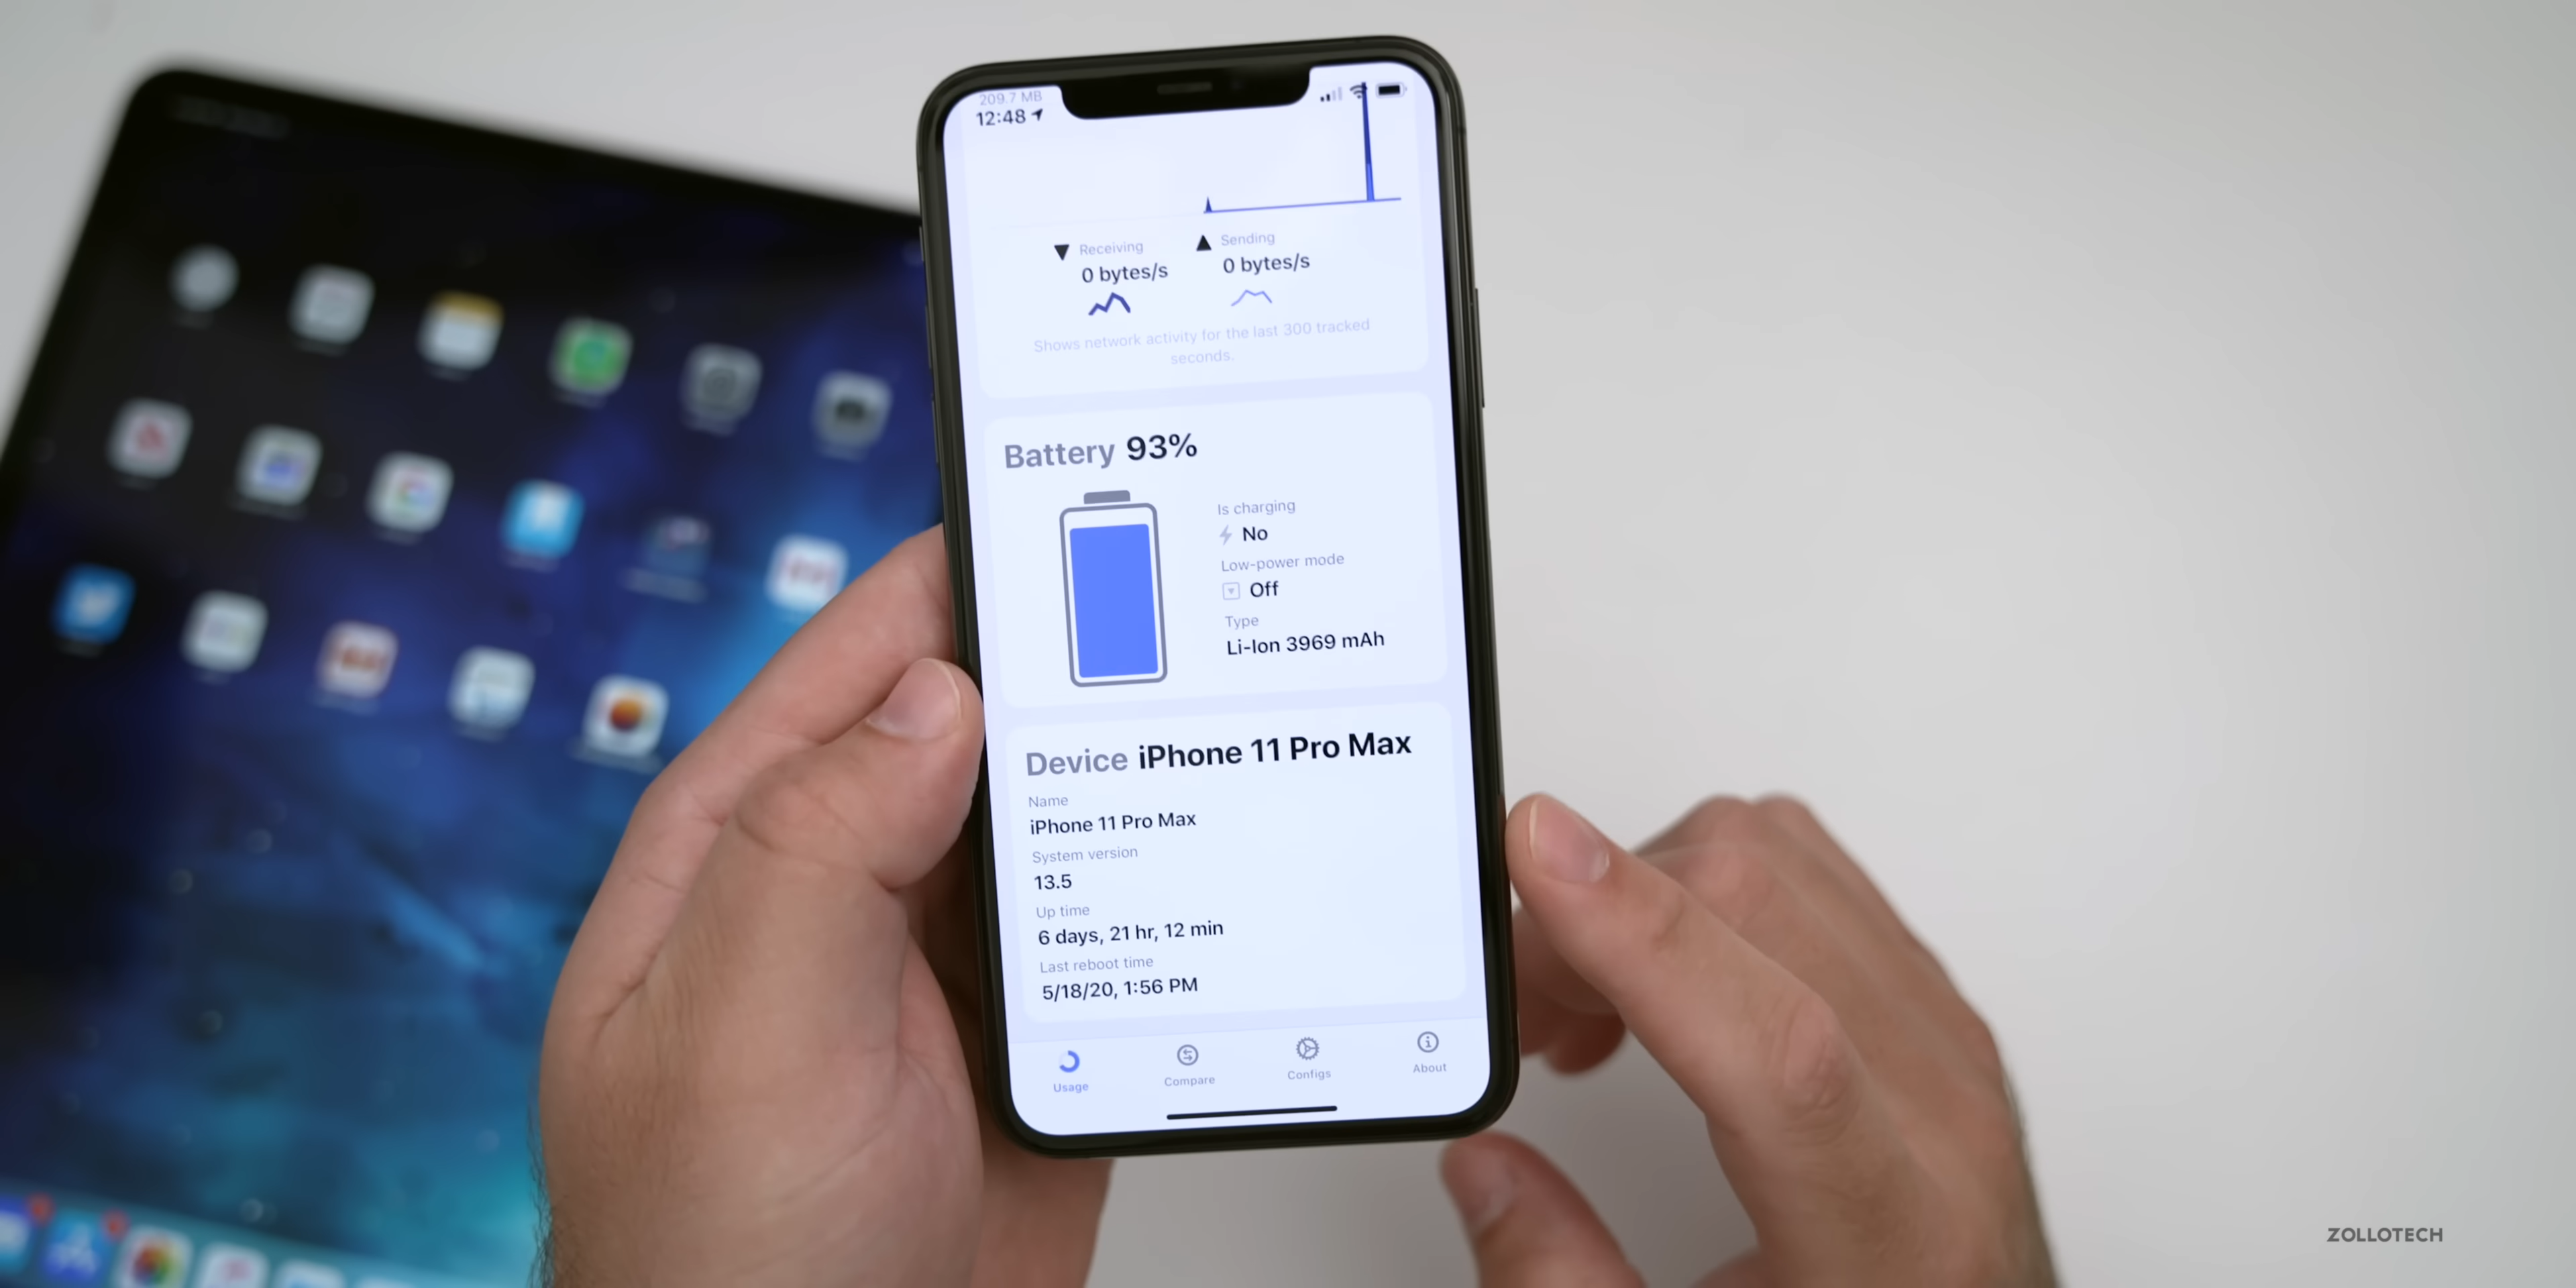 209.7 MB
12:48
Receiving
0 bytes/s
Sending
0 bytes/s
Shows network activity for the last 300 tracked
seconds.
Battery 93%
Is charging
No
Low-power mode
Off
Type
Li-Ion 3969 mAh
Device iPhone 11 Pro Max
Name
iPhone 11 Pro Max
System version
13.5
Up time
6 days, 21 hr, 12 min
Last reboot time
5/18/20, 1:56 PM
Usage
Compare
Configs
About
ZOLLOTECH